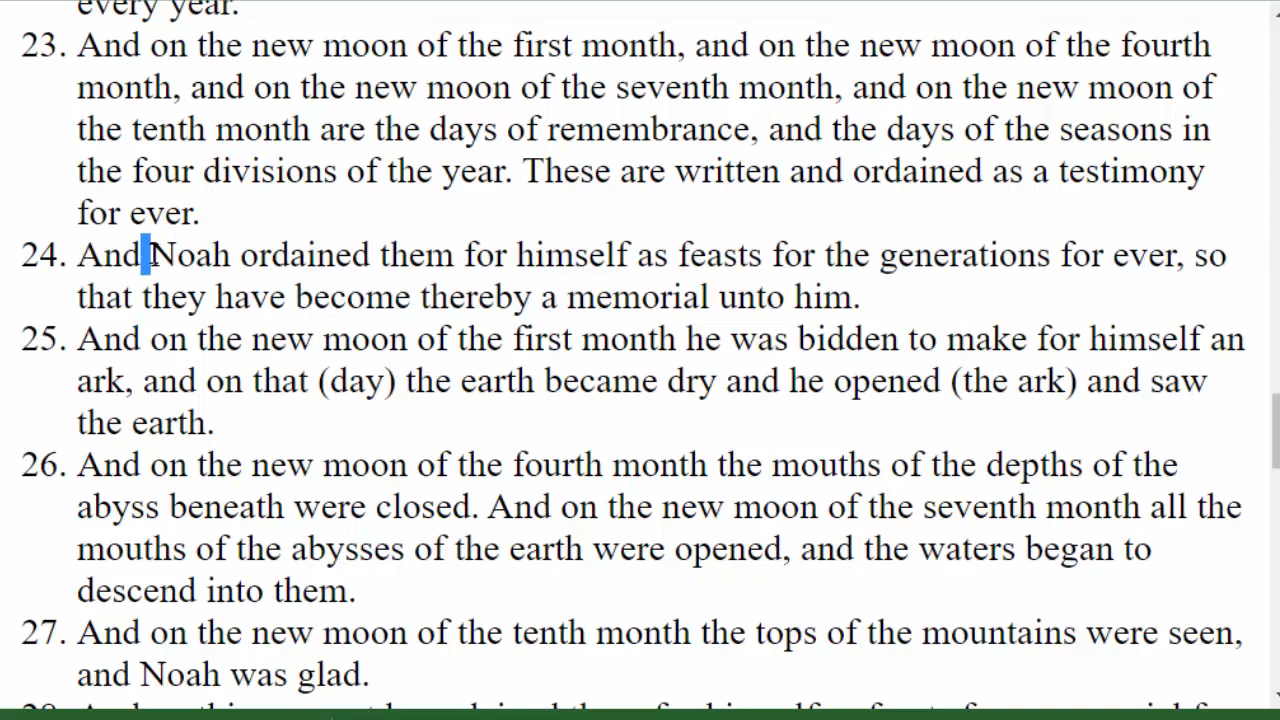 every year.
23. And on the new moon of the first month, and on the new moon of the fourth
month, and on the new moon of the seventh month, and on the new moon of
the tenth month are the days of remembrance, and the days of the seasons in
the four divisions of the year. These are written and ordained as a testimony
for ever.
24. And Noah ordained them for himself as feasts for the generations for ever, so
that they have become thereby a memorial unto him.
25. And on the new moon of the first month he was bidden to make for himself an
ark, and on that (day) the earth became dry and he opened (the ark) and saw
the earth.
26. And on the new moon of the fourth month the mouths of the depths of the
abyss beneath were closed. And on the new moon of the seventh month all the
mouths of the abysses of the earth were opened, and the waters began to
descend into them.
27. And on the new moon of the tenth month the tops of the mountains were seen,
and Noah was glad.